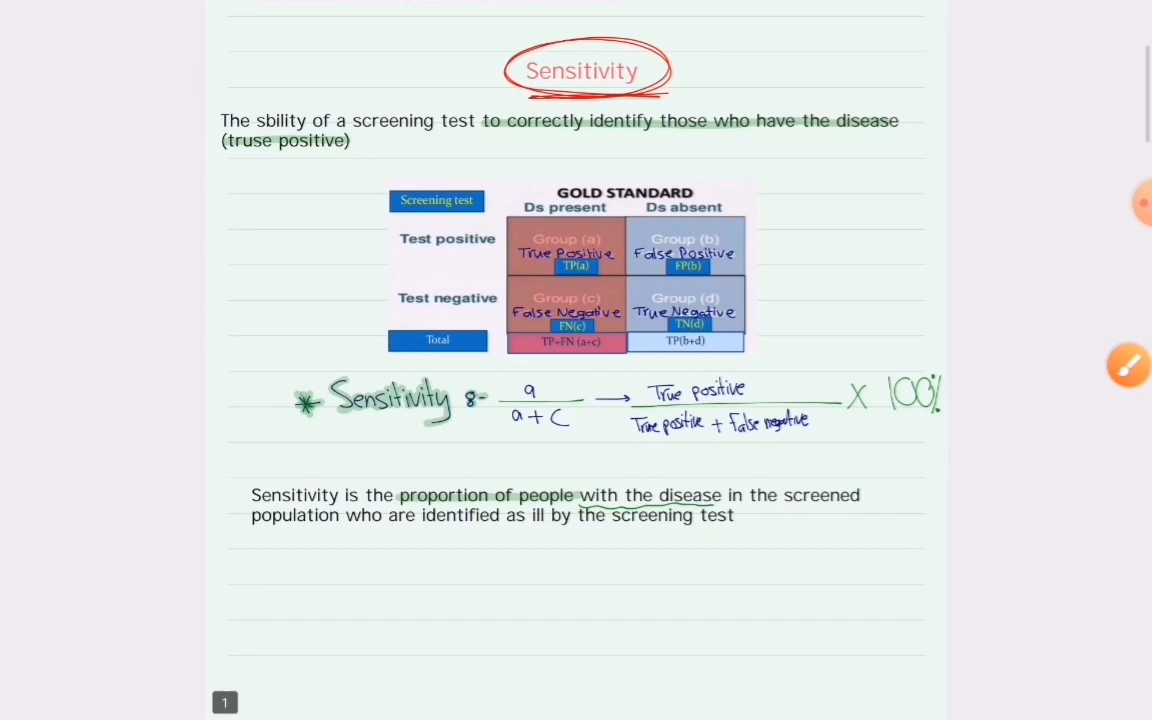 Sensitivity
The sbility of a screening test to correctly identify those who have the disease
(truse positive)
GOLD STANDARD
Screening test
Ds present Ds absent
Test positive Group (a) Group (b)
True Positive False Positive
TP(a) FP(b)
Test negative Group (c) Group (d)
False Negative True Negative
FN(c) TN(d)
Total TP+FN (a+c) TP(b+d)
* Sensitivity :- a → True positive X 100%
a + c True positive + False negative
Sensitivity is the proportion of people with the disease in the screened
population who are identified as ill by the screening test
1